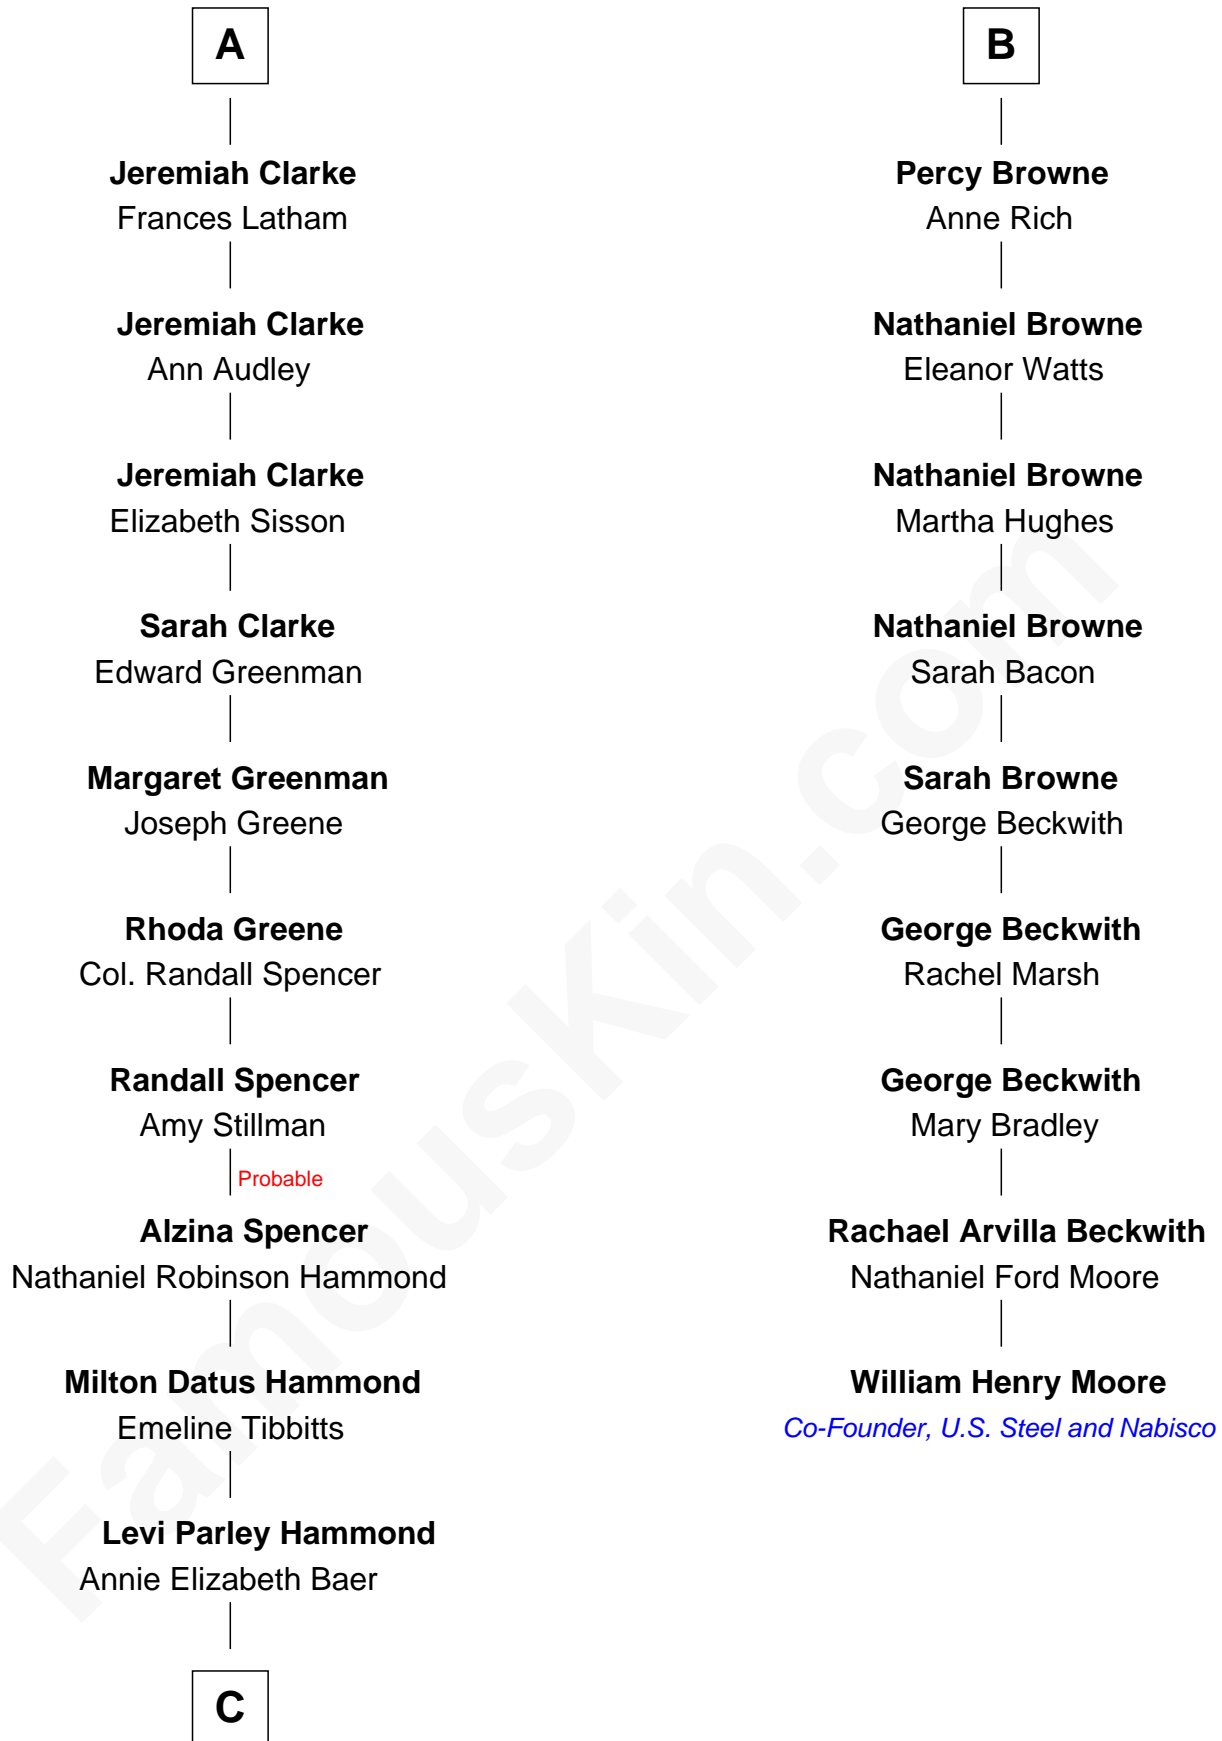 A
Jeremiah Clarke
Frances Latham
Jeremiah Clarke
Ann Audley
Jeremiah Clarke
Elizabeth Sisson
Sarah Clarke
Edward Greenman
Margaret Greenman
Joseph Greene
Rhoda Greene
Col. Randall Spencer
Randall Spencer
Amy Stillman
Probable
Alzina Spencer
Nathaniel Robinson Hammond
Milton Datus Hammond
Emeline Tibbitts
Levi Parley Hammond
Annie Elizabeth Baer
C
B
Percy Browne
Anne Rich
Nathaniel Browne
Eleanor Watts
Nathaniel Browne
Martha Hughes
Nathaniel Browne
Sarah Bacon
Sarah Browne
George Beckwith
George Beckwith
Rachel Marsh
George Beckwith
Mary Bradley
Rachael Arvilla Beckwith
Nathaniel Ford Moore
William Henry Moore
Co-Founder, U.S. Steel and Nabisco
FamousKin.com